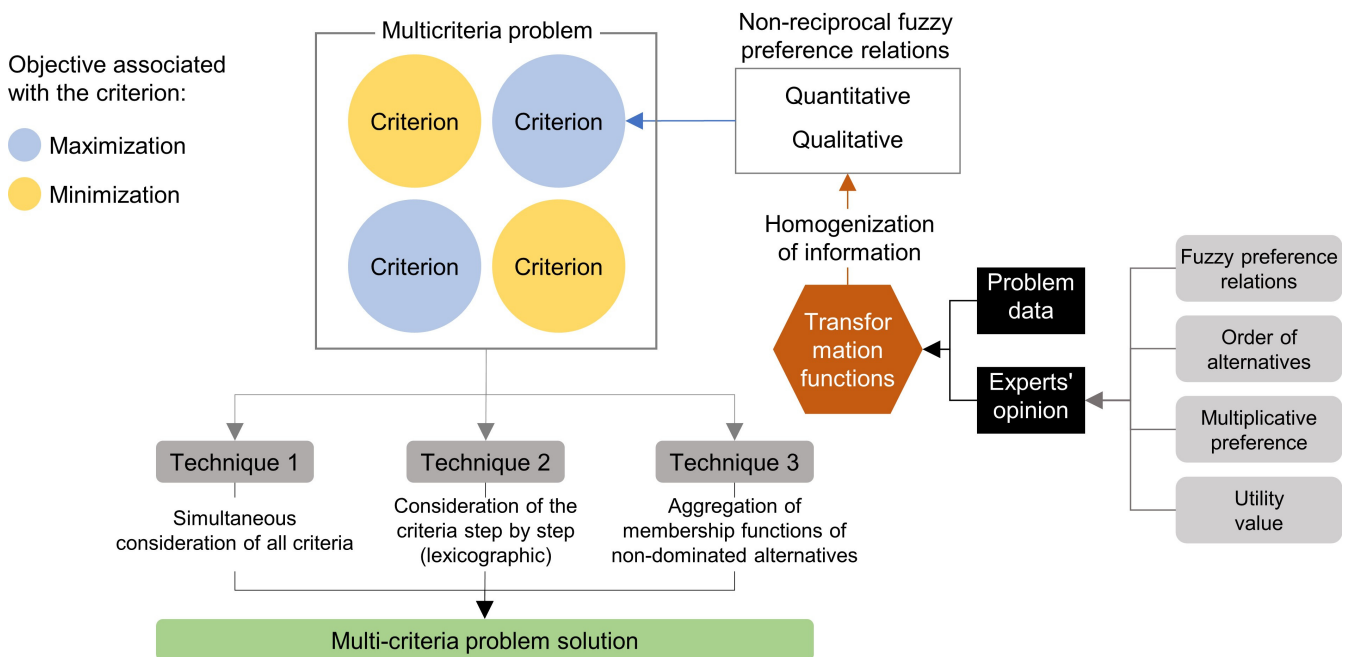 Objective associated
with the criterion:
Maximization
Minimization
Multicriteria problem
Criterion
Criterion
Criterion
Criterion
Non-reciprocal fuzzy
preference relations
Quantitative
Qualitative
Homogenization
of information
Transfor
mation
functions
Problem
data
Experts'
opinion
Fuzzy preference
relations
Order of
alternatives
Multiplicative
preference
Utility
value
Technique 1
Simultaneous
consideration of all criteria
Technique 2
Consideration of the
criteria step by step
(lexicographic)
Technique 3
Aggregation of
membership functions of
non-dominated alternatives
Multi-criteria problem solution